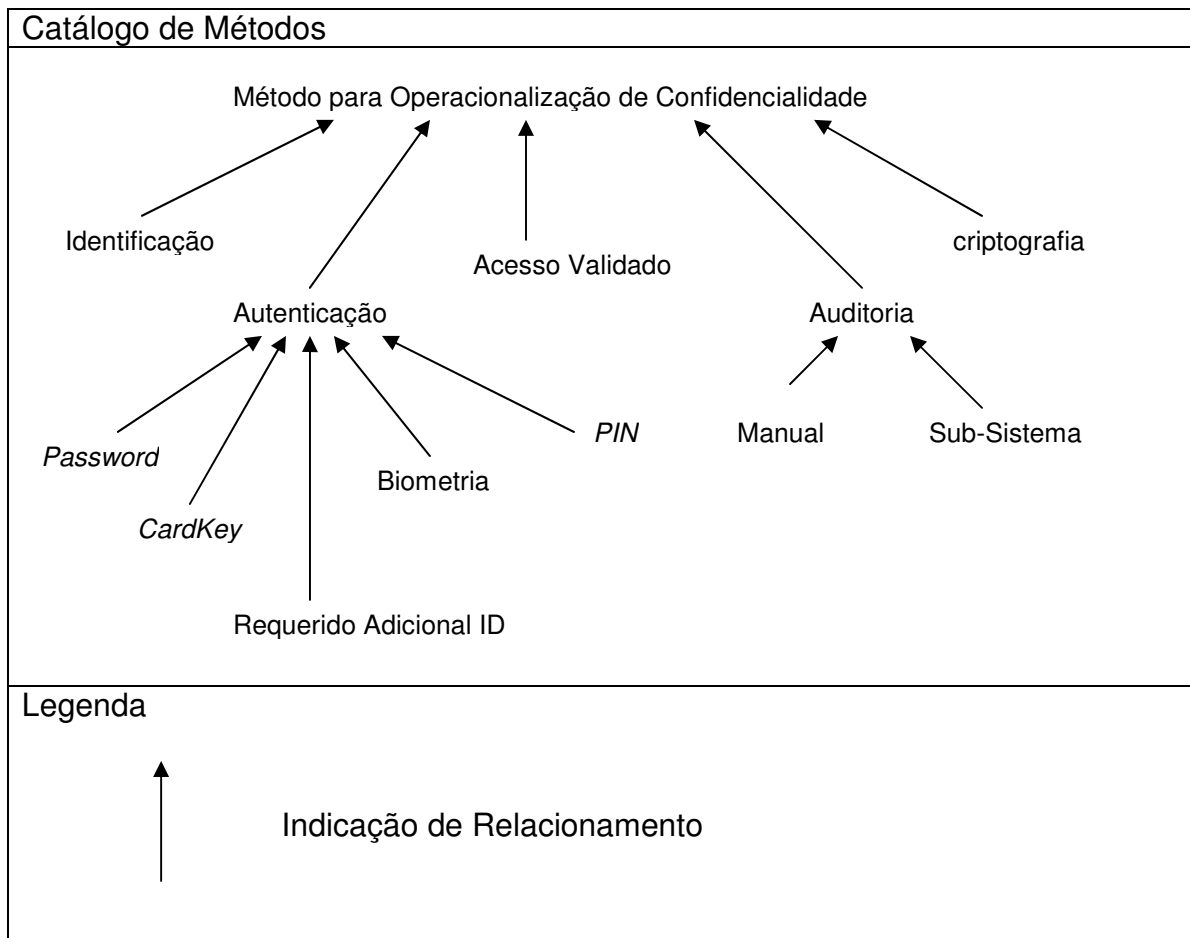 Catálogo de Métodos
Método para Operacionalização de Confidencialidade
Identificação
criptografia
Acesso Validado
Autenticação
Auditoria
Password
PIN
Manual
Sub-Sistema
Biometria
CardKey
Requerido Adicional ID
Legenda
Indicação de Relacionamento